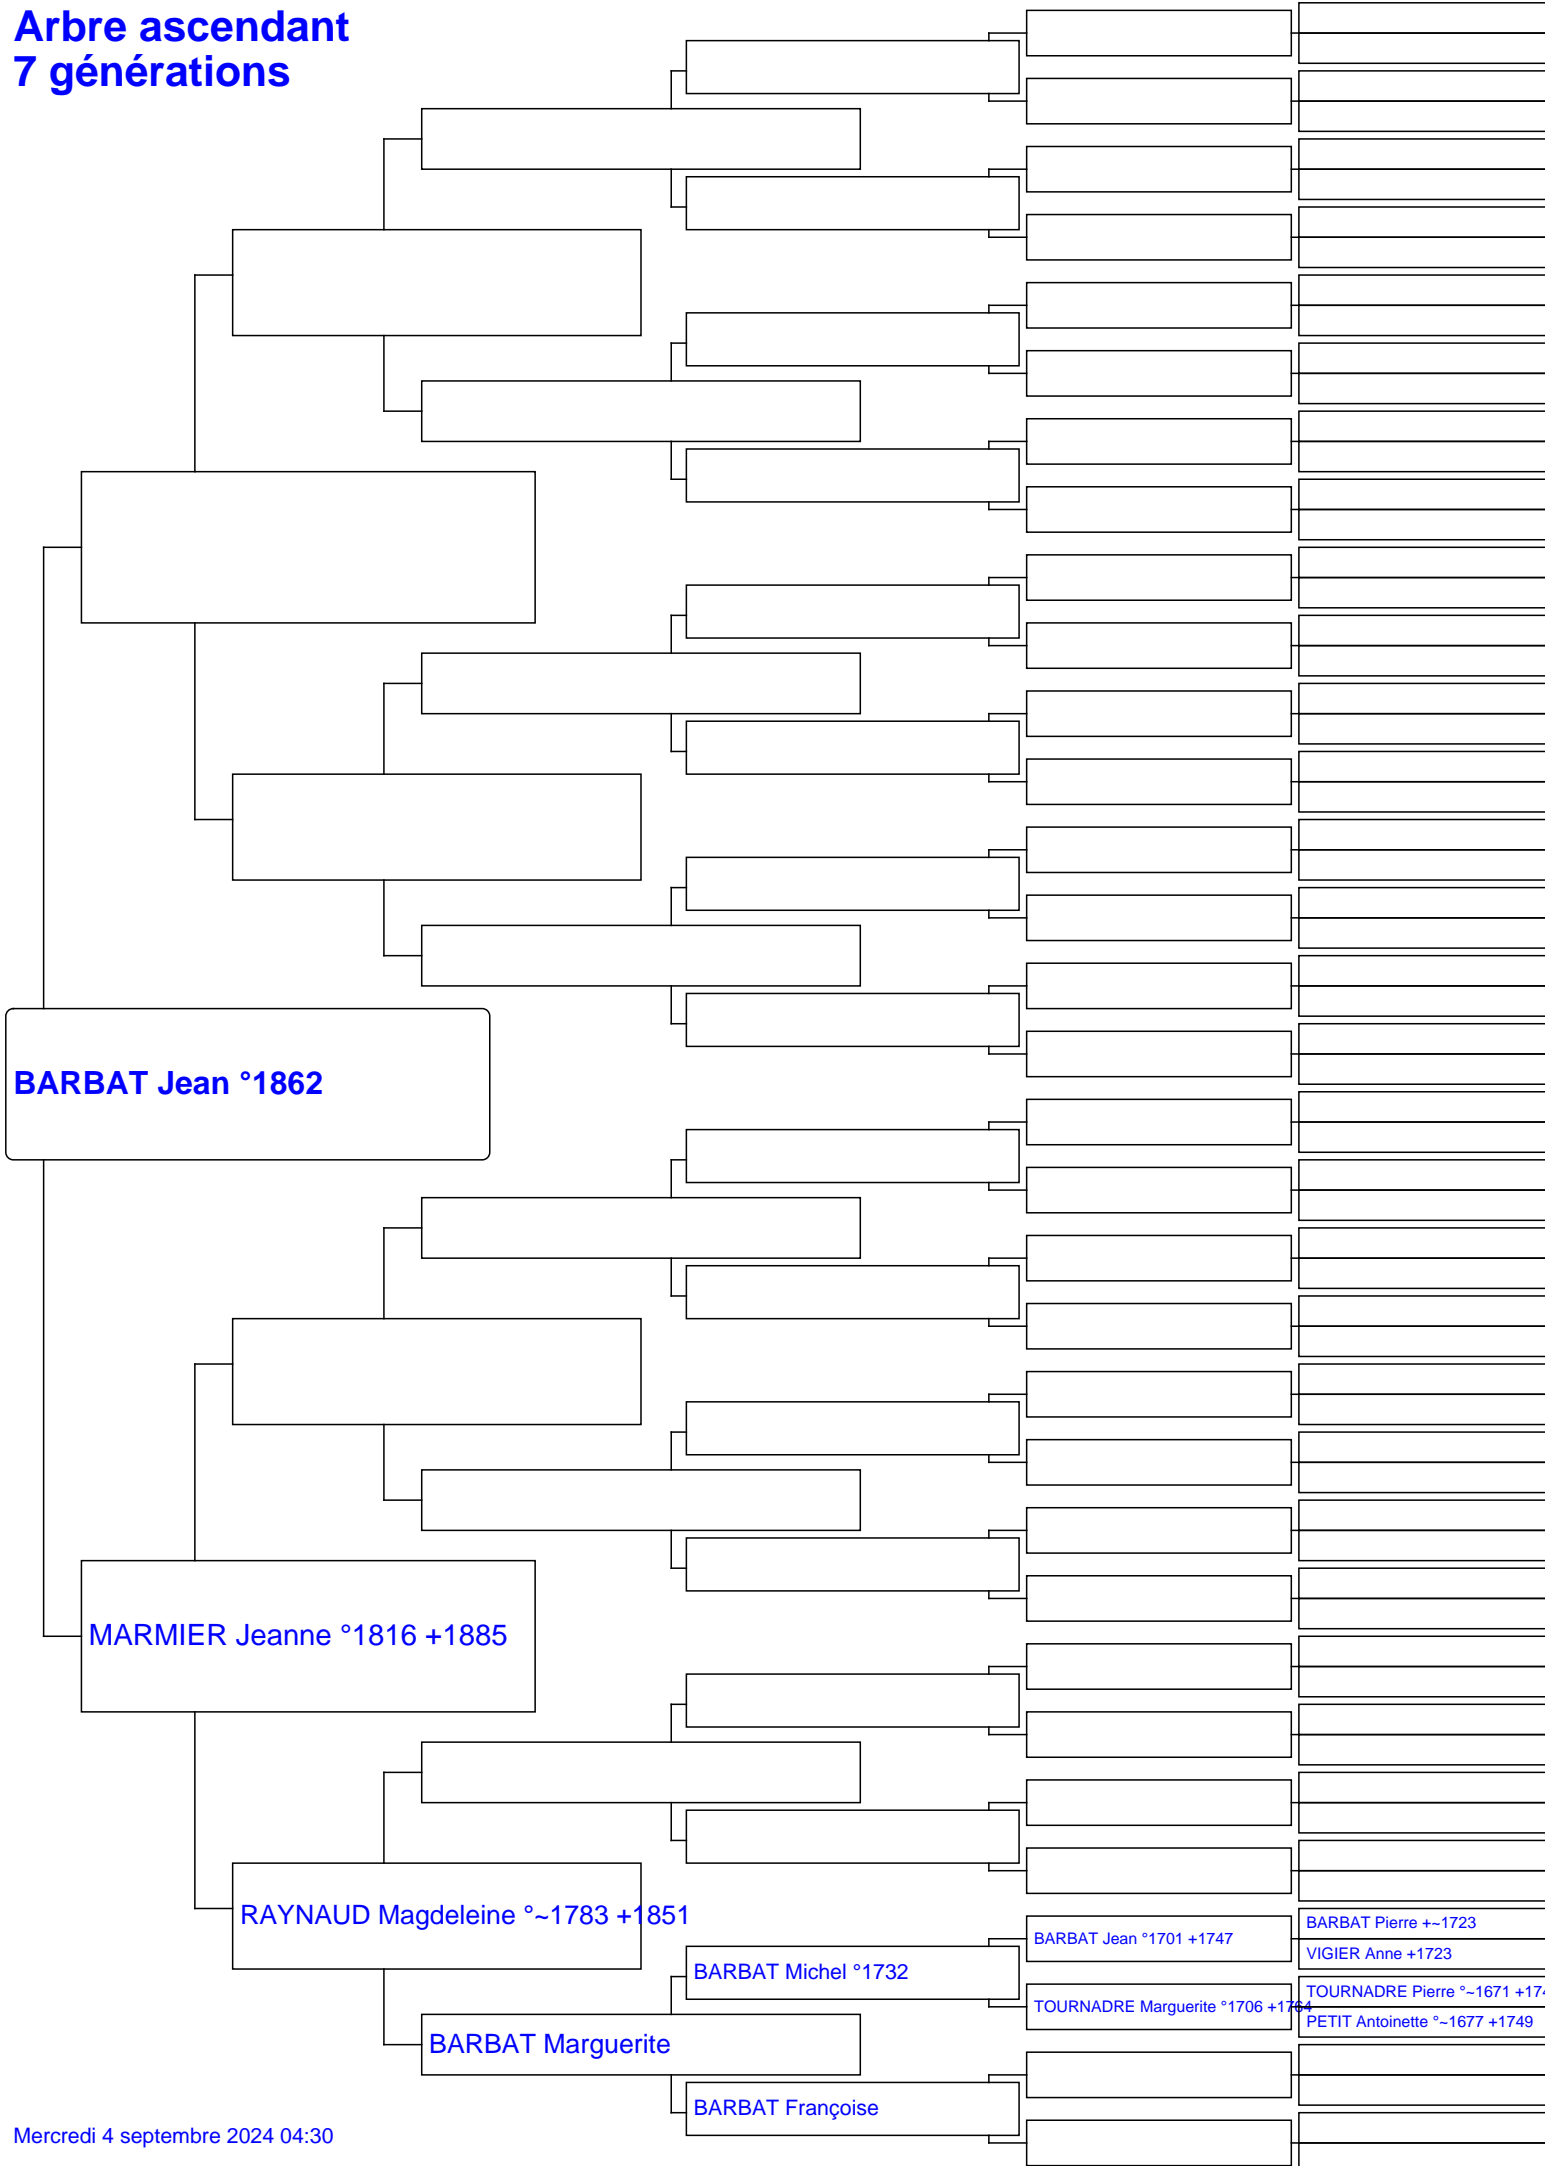 Arbre ascendant
7 générations
BARBAT Jean °1862
MARMIER Jeanne °1816 +1885
RAYNAUD Magdeleine °~1783 +1851
BARBAT Marguerite
BARBAT Michel °1732
BARBAT Françoise
BARBAT Jean °1701 +1747
TOURNADRE Marguerite °1706 +1764
BARBAT Pierre +~1723
VIGIER Anne +1723
TOURNADRE Pierre °~1671
PETIT Antoinette °~1677 +1749
Mercredi 4 septembre 2024 04:30